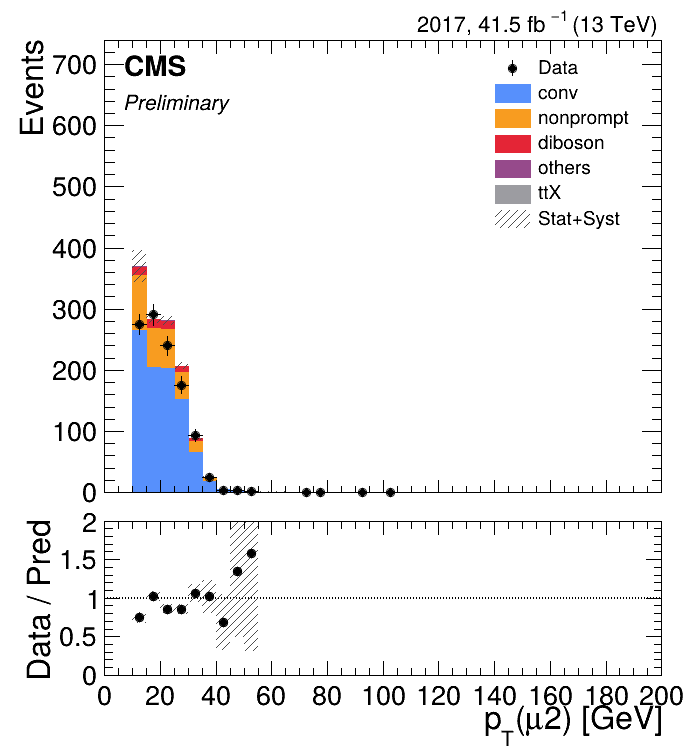 2017, 41.5 fb⁻¹ (13 TeV)
CMS
Preliminary
Events
700
600
500
400
300
200
100
0
Data
conv
nonprompt
diboson
others
ttX
Stat+Syst
Data / Pred
2
1.5
1
0.5
0
0 20 40 60 80 100 120 140 160 180 200
p_T(μ2) [GeV]